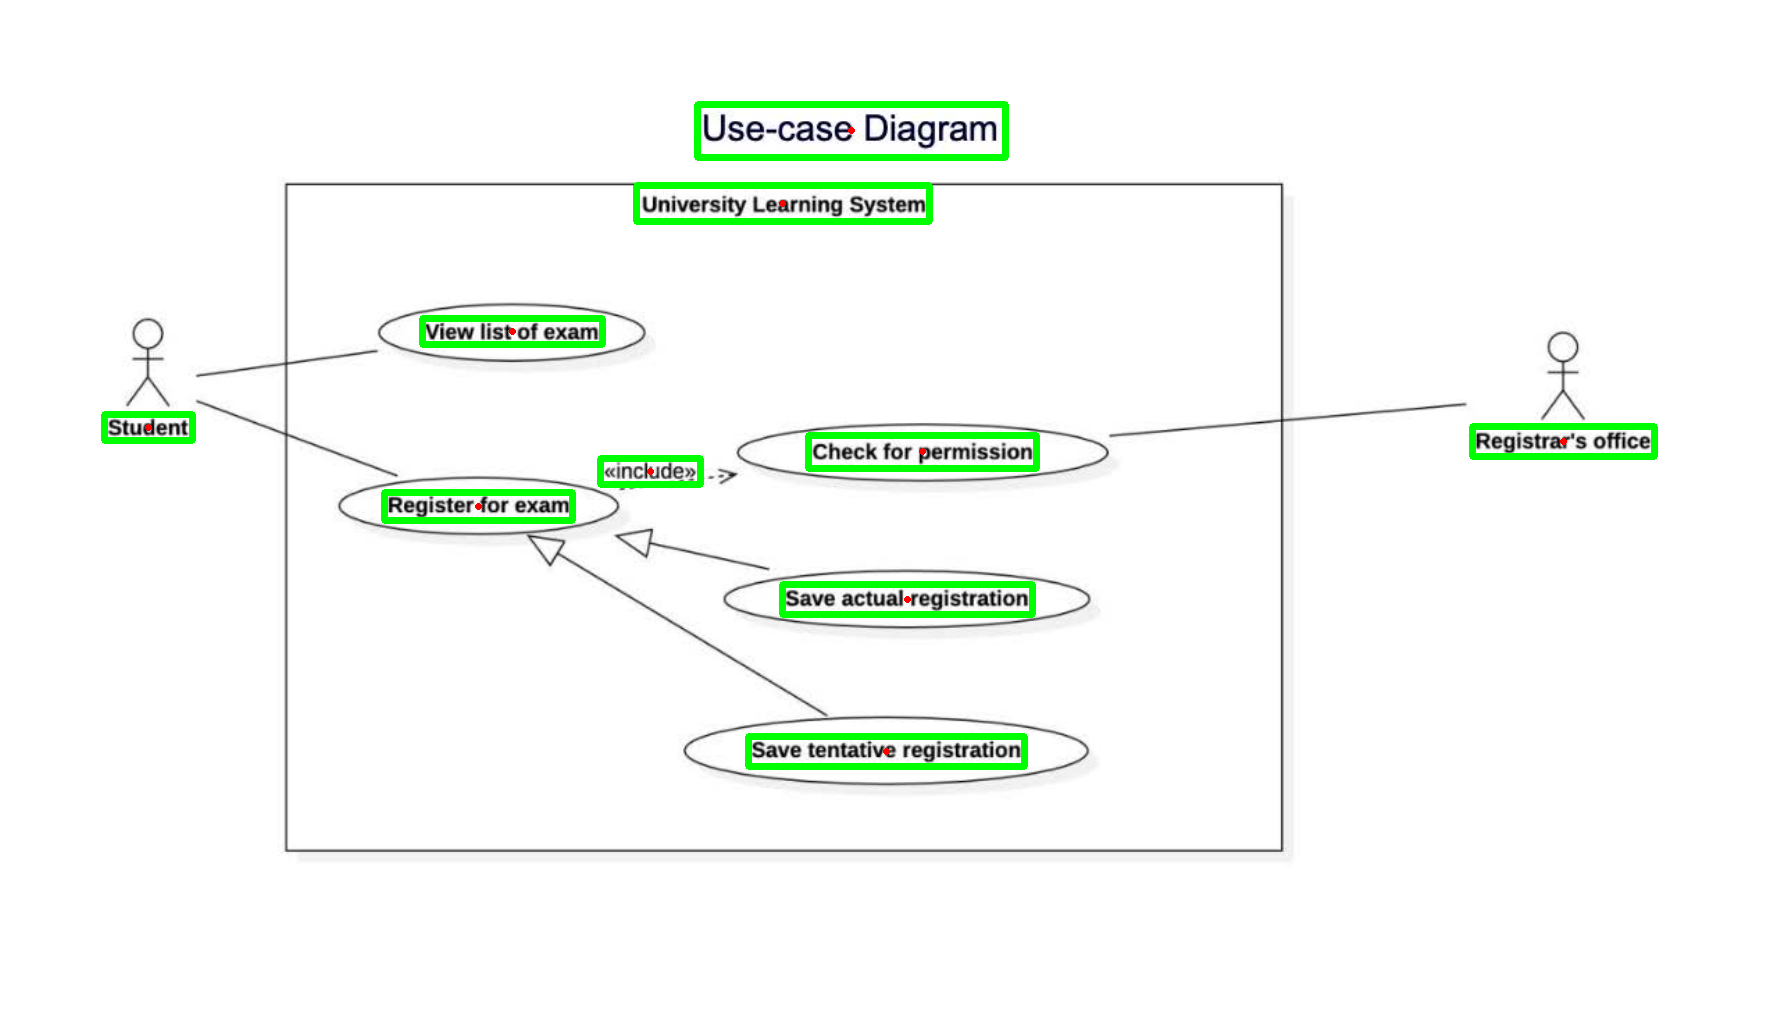 Use-case Diagram
University Learning System
View list of exam
Student
Check for permission
Registrar's office
«include»
Register for exam
Save actual registration
Save tentative registration